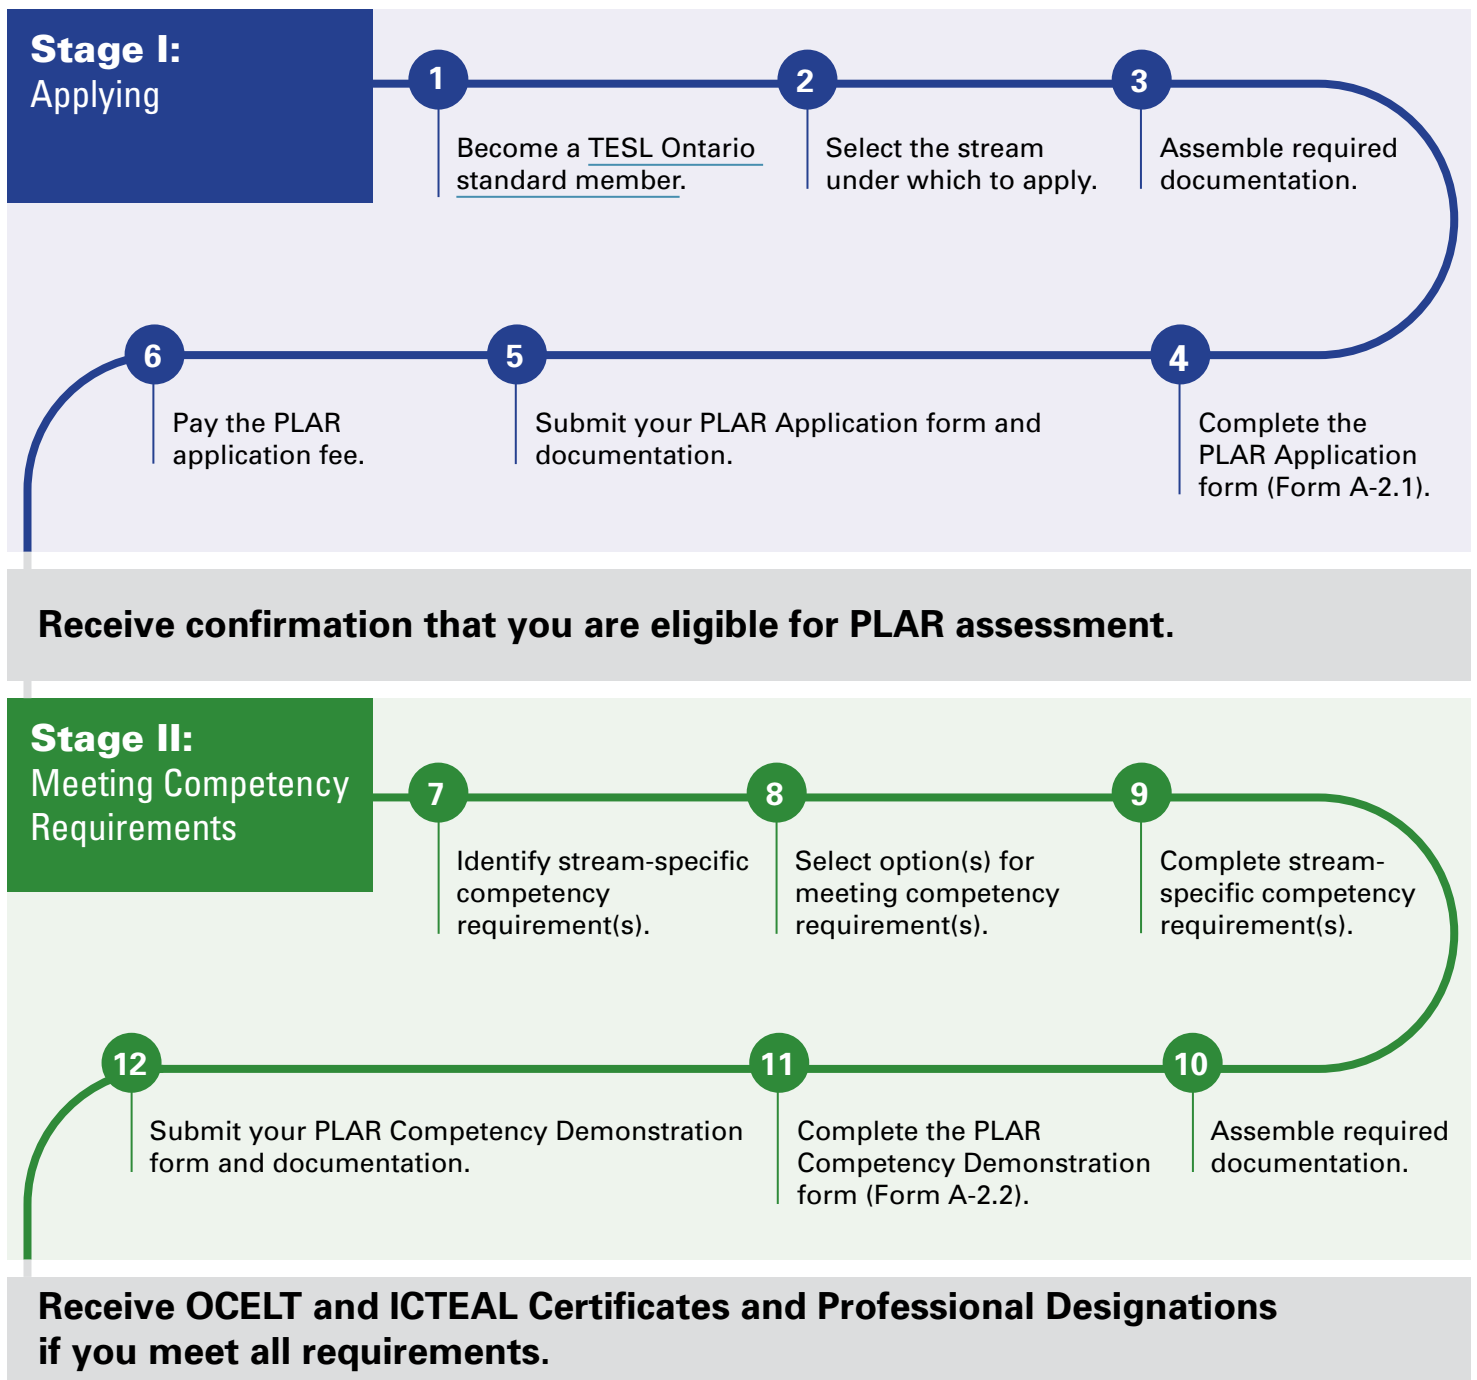 Stage I:
Applying
1
Become a TESL Ontario
standard member.
2
Select the stream
under which to apply.
3
Assemble required
documentation.
4
Complete the
PLAR Application
form (Form A-2.1).
5
Submit your PLAR Application form and
documentation.
6
Pay the PLAR
application fee.
Receive confirmation that you are eligible for PLAR assessment.
Stage II:
Meeting Competency
Requirements
7
Identify stream-specific
competency
requirement(s).
8
Select option(s) for
meeting competency
requirement(s).
9
Complete stream-
specific competency
requirement(s).
10
Assemble required
documentation.
11
Complete the PLAR
Competency Demonstration
form (Form A-2.2).
12
Submit your PLAR Competency Demonstration
form and documentation.
Receive OCELT and ICTEAL Certificates and Professional Designations
if you meet all requirements.